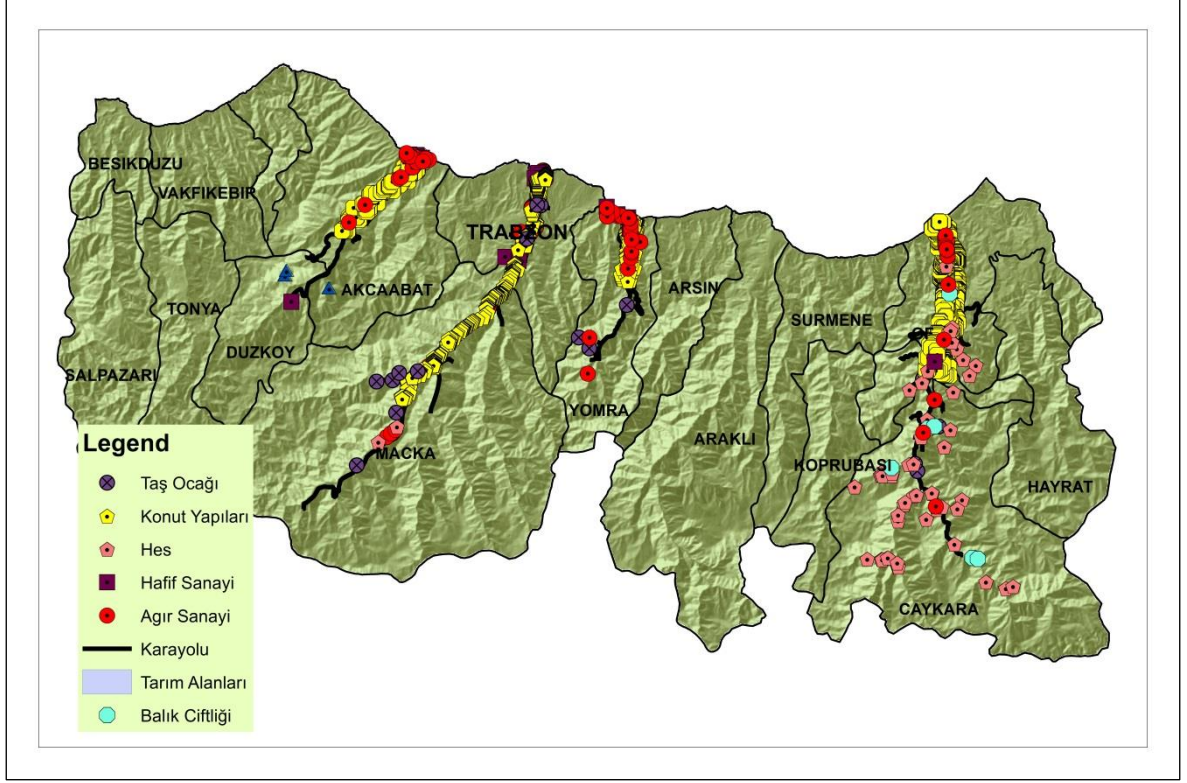 BESIKDUZU
VAKFIKEBIR
TRABZON
TONYA
AKCAABAT
ARSIN
SURMENE
OF
DUZKOY
SALPAZARI
YOMRA
ARAKLI
MACKA
KOPRUBASI
HAYRAT
CAYKARA
Legend
Taş Ocağı
Konut Yapıları
Hes
Hafif Sanayi
Agır Sanayi
Karayolu
Tarım Alanları
Balık Ciftliği